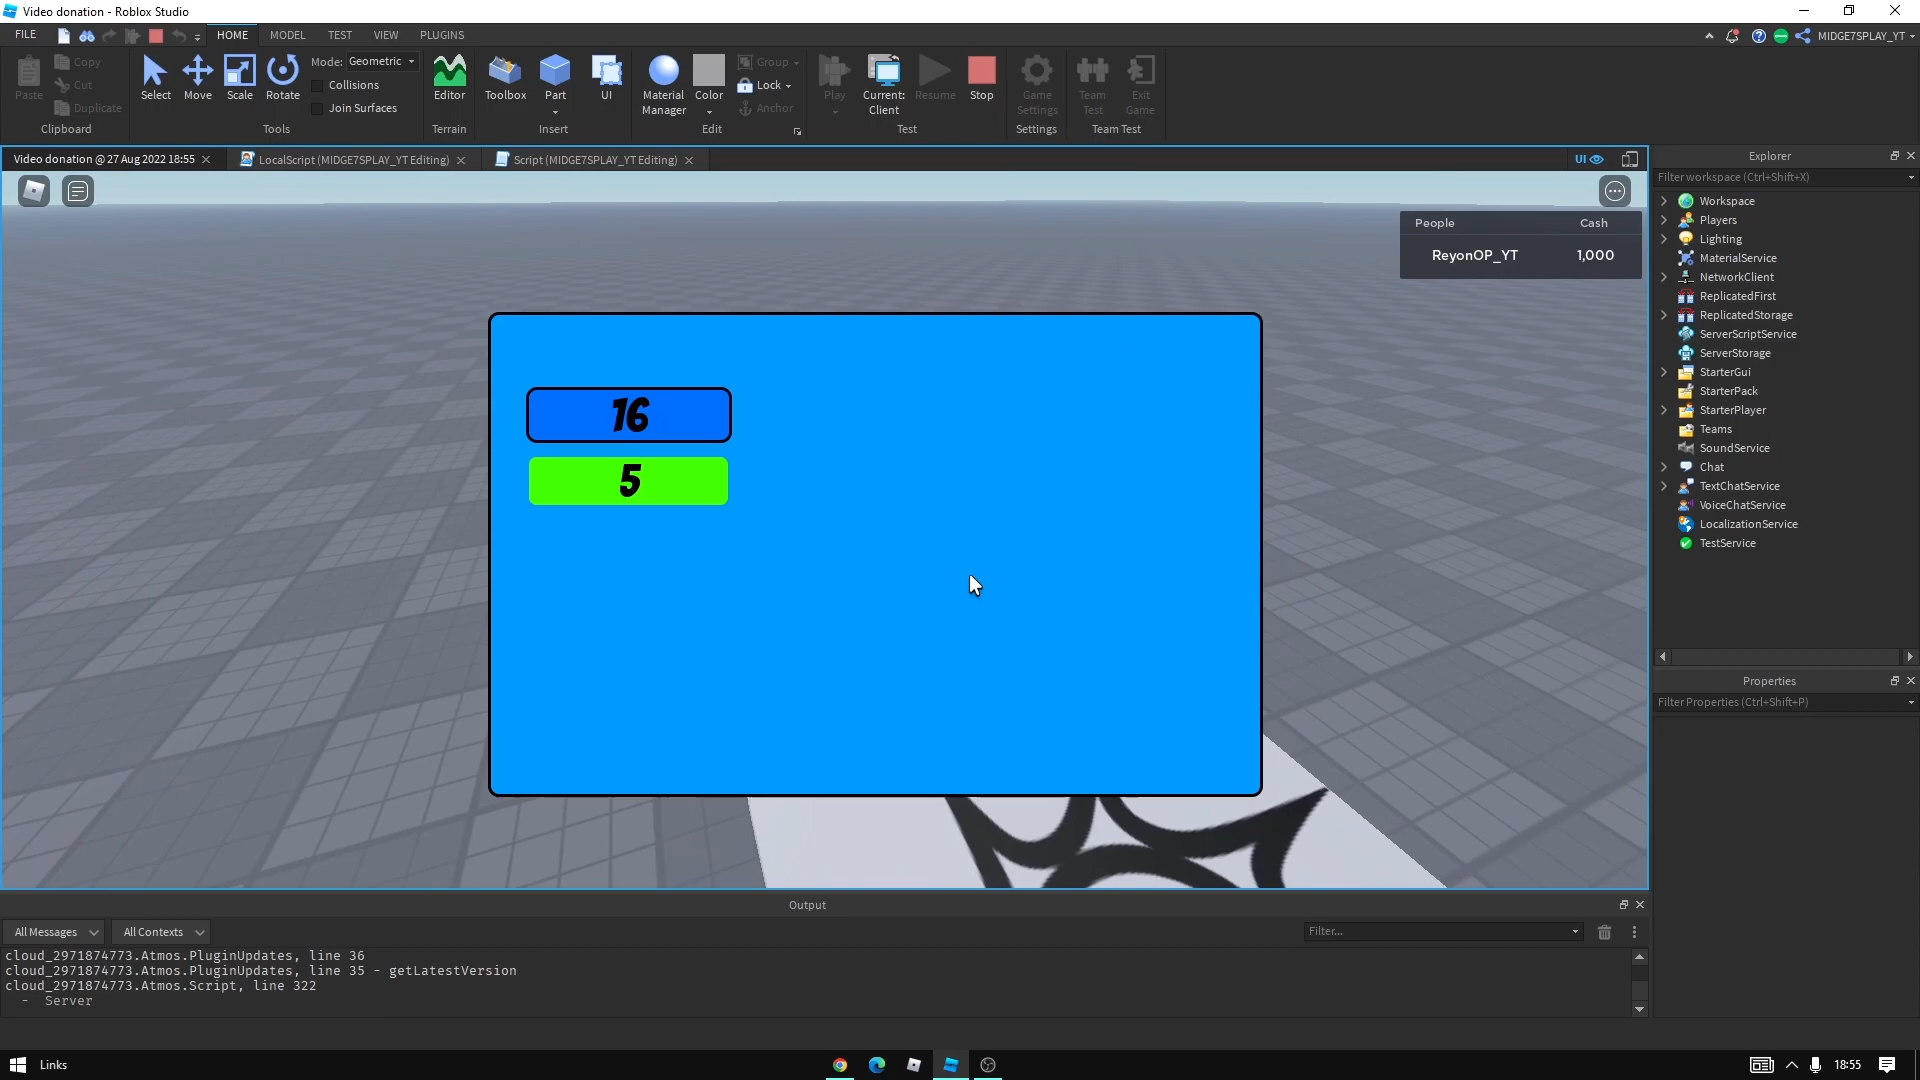 Video donation - Roblox Studio
FILE
HOME
MODEL
TEST
VIEW
PLUGINS
MIDGE7SPLAY_YT
Paste
Copy
Cut
Duplicate
Clipboard
Select
Move
Scale
Rotate
Mode: Geometric
Collisions
Join Surfaces
Tools
Editor
Terrain
Toolbox
Part
UI
Insert
Material
Manager
Color
Group
Lock
Anchor
Edit
Play
Current:
Client
Resume
Stop
Test
Game
Settings
Settings
Team
Test
Exit
Game
Team Test
Video donation @ 27 Aug 2022 18:55
LocalScript (MIDGE7SPLAY_YT Editing)
Script (MIDGE7SPLAY_YT Editing)
UI
People Cash
ReyonOP_YT 1,000
16
5
Explorer
Filter workspace (Ctrl+Shift+X)
Workspace
Players
Lighting
MaterialService
NetworkClient
ReplicatedFirst
ReplicatedStorage
ServerScriptService
ServerStorage
StarterGui
StarterPack
StarterPlayer
Teams
SoundService
Chat
TextChatService
VoiceChatService
LocalizationService
TestService
Properties
Filter Properties (Ctrl+Shift+P)
Output
All Messages
All Contexts
Filter...
cloud_2971874773.Atmos.PluginUpdates, line 36
cloud_2971874773.Atmos.PluginUpdates, line 35 - getLatestVersion
cloud_2971874773.Atmos.Script, line 322
- Server
Links
18:55